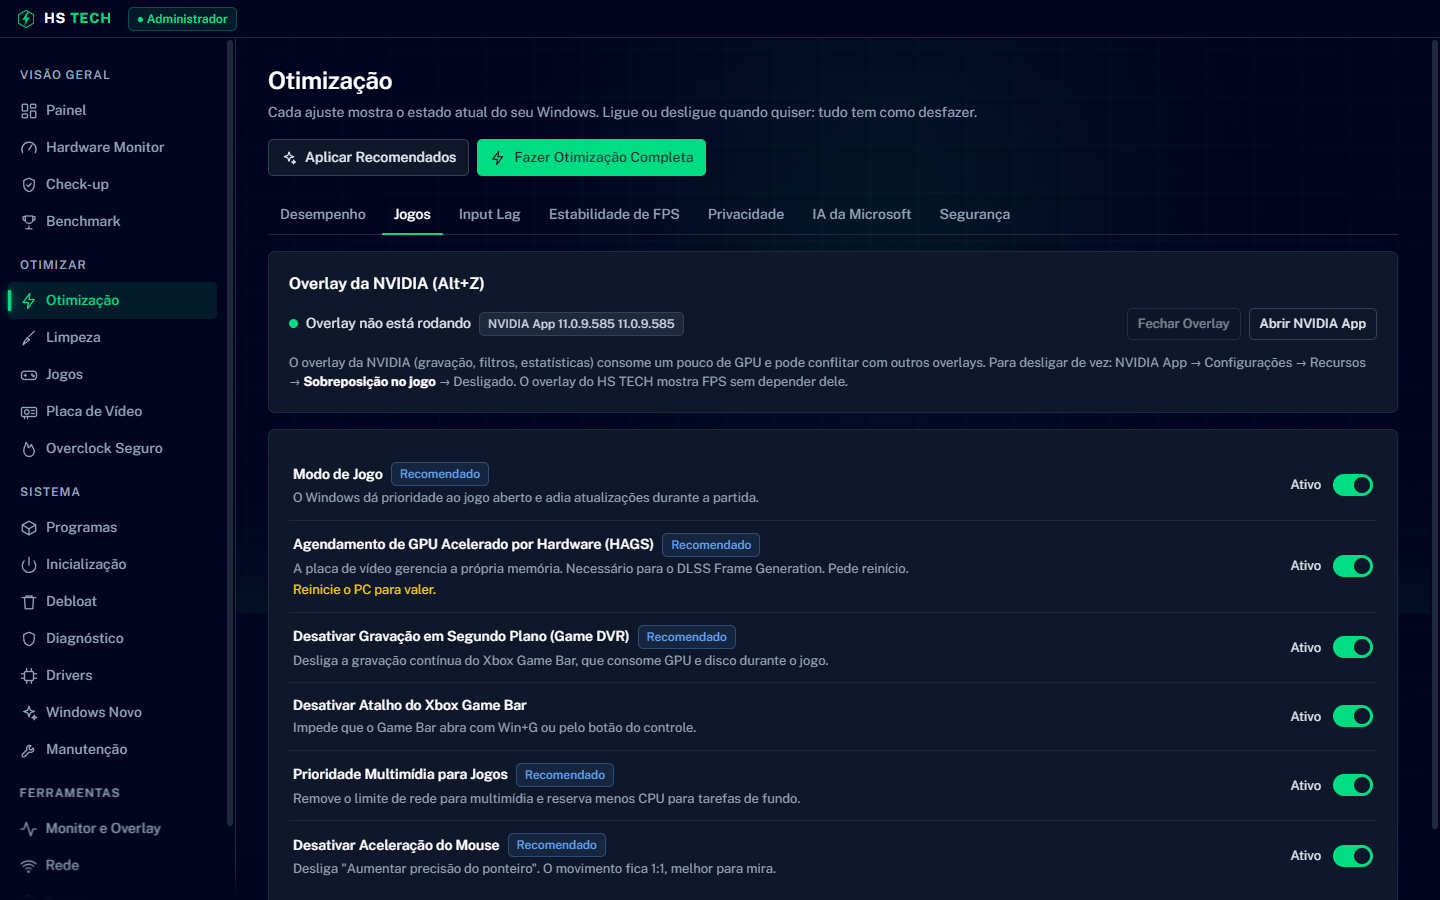 HS TECH
Administrador
VISÃO GERAL
Painel
Hardware Monitor
Check-up
Benchmark
OTIMIZAR
Otimização
Limpeza
Jogos
Placa de Vídeo
Overclock Seguro
SISTEMA
Programas
Inicialização
Debloat
Diagnóstico
Drivers
Windows Novo
Manutenção
FERRAMENTAS
Monitor e Overlay
Rede
Otimização
Cada ajuste mostra o estado atual do seu Windows. Ligue ou desligue quando quiser: tudo tem como desfazer.
Aplicar Recomendados
Fazer Otimização Completa
Desempenho Jogos Input Lag Estabilidade de FPS Privacidade IA da Microsoft Segurança
Overlay da NVIDIA (Alt+Z)
Overlay não está rodando NVIDIA App 11.0.9.585 11.0.9.585
Fechar Overlay Abrir NVIDIA App
O overlay da NVIDIA (gravação, filtros, estatísticas) consome um pouco de GPU e pode conflitar com outros overlays. Para desligar de vez: NVIDIA App → Configurações → Recursos
→ Sobreposição no jogo → Desligado. O overlay do HS TECH mostra FPS sem depender dele.
Modo de Jogo Recomendado
O Windows dá prioridade ao jogo aberto e adia atualizações durante a partida.
Ativo
Agendamento de GPU Acelerado por Hardware (HAGS) Recomendado
A placa de vídeo gerencia a própria memória. Necessário para o DLSS Frame Generation. Pede reinício.
Reinicie o PC para valer.
Ativo
Desativar Gravação em Segundo Plano (Game DVR) Recomendado
Desliga a gravação contínua do Xbox Game Bar, que consome GPU e disco durante o jogo.
Ativo
Desativar Atalho do Xbox Game Bar
Impede que o Game Bar abra com Win+G ou pelo botão do controle.
Ativo
Prioridade Multimídia para Jogos Recomendado
Remove o limite de rede para multimídia e reserva menos CPU para tarefas de fundo.
Ativo
Desativar Aceleração do Mouse Recomendado
Desliga "Aumentar precisão do ponteiro". O movimento fica 1:1, melhor para mira.
Ativo